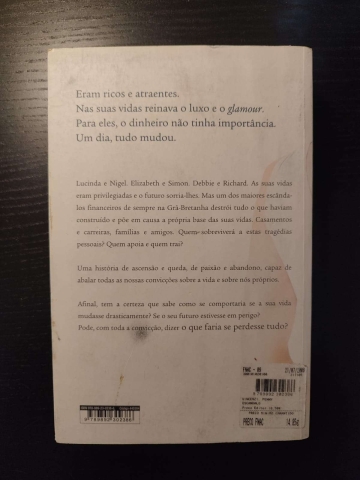 Eram ricos e atraentes.
Nas suas vidas reinava o luxo e o glamour.
Para eles, o dinheiro não tinha importância.
Um dia, tudo mudou.
Lucinda e Nigel. Elizabeth e Simon. Debbie e Richard. As suas vidas
eram privilegiadas e o futuro sorria-lhes. Mas um dos maiores escânda-
los financeiros de sempre na Grã-Bretanha destrói tudo o que haviam
construído e põe em causa a própria base das suas vidas. Casamentos
e carreiras, famílias e amigos. Quem sobreviverá a estas tragédias
pessoais? Quem apoia e quem trai?
Uma história de ascensão e queda, de paixão e abandono, capaz de
abalar todas as nossas convicções sobre a vida e sobre nós próprios.
Afinal, tem a certeza que sabe como se comportaria se a sua vida
mudasse drasticamente? Se o seu futuro estivesse em perigo?
Pode, com toda a convicção, dizer o que faria se perdesse tudo?
FNAC
PREÇO FNAC 14.85€